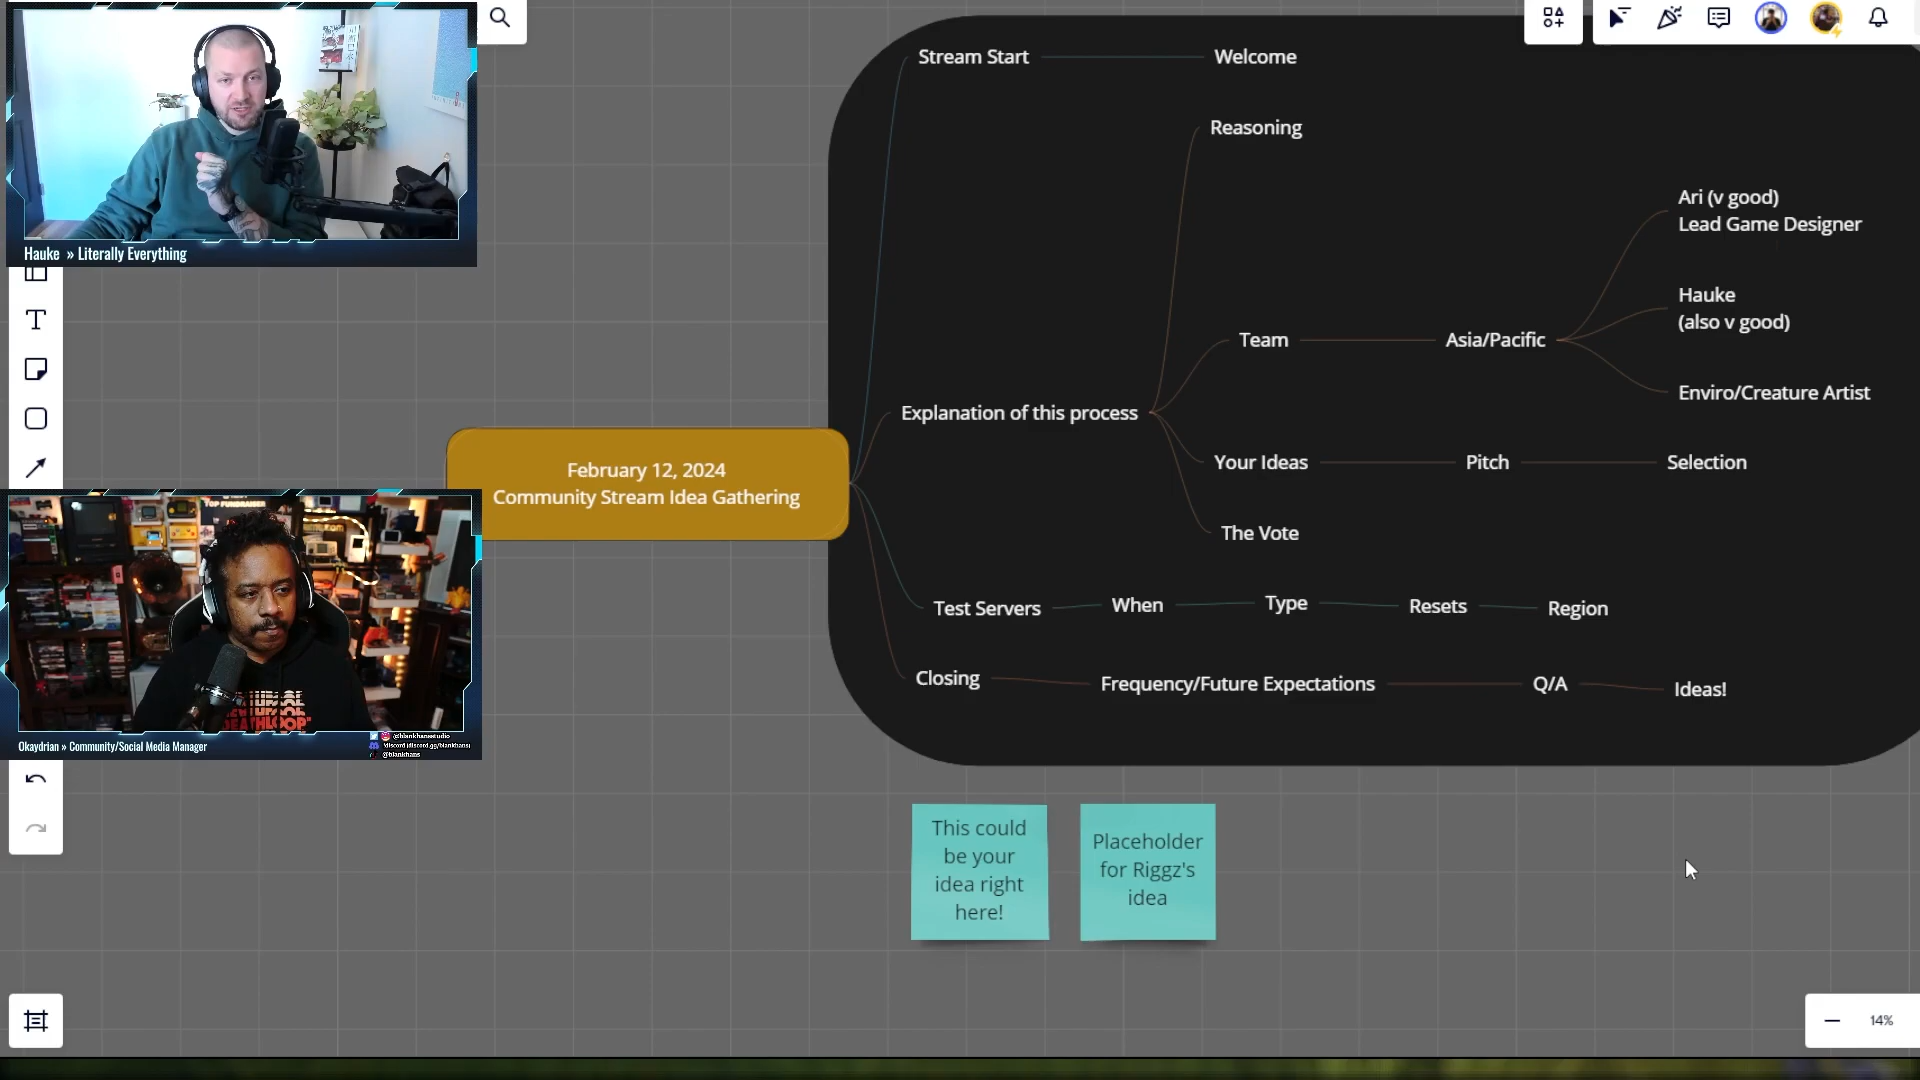 Stream Start
Welcome
Reasoning
Ari (v good)
Lead Game Designer
Hauke » Literally Everything
Hauke
(also v good)
Team
Asia/Pacific
Enviro/Creature Artist
Explanation of this process
February 12, 2024
Community Stream Idea Gathering
Your Ideas
Pitch
Selection
The Vote
Test Servers
When
Type
Resets
Region
Closing
Frequency/Future Expectations
Q/A
Ideas!
DEATHLOOP
@blankhansstudio
@blankhans
Okaydrian » Community/Social Media Manager
This could
be your
idea right
here!
Placeholder
for Riggz's
idea
14%